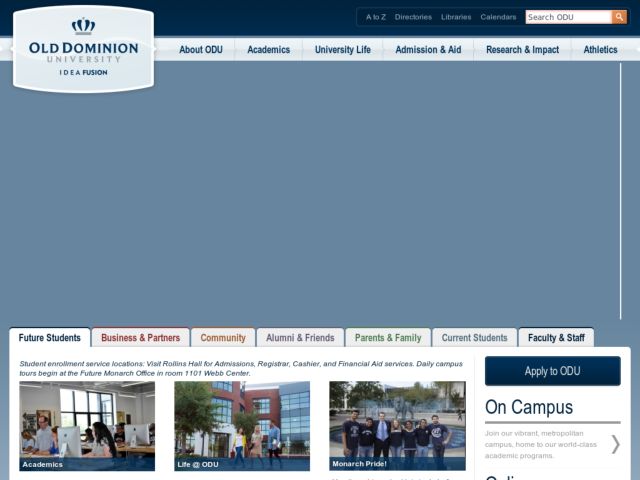 A to Z Directories Libraries Calendars Search ODU
OLD DOMINION
UNIVERSITY
IDEA FUSION
About ODU Academics University Life Admission & Aid Research & Impact Athletics
Future Students Business & Partners Community Alumni & Friends Parents & Family Current Students Faculty & Staff
Student enrollment service locations: Visit Rollins Hall for Admissions, Registrar, Cashier, and Financial Aid services. Daily campus
tours begin at the Future Monarch Office in room 1101 Webb Center.
Academics
Life @ ODU
Monarch Pride!
Apply to ODU
On Campus
Join our vibrant, metropolitan
campus, home to our world-class
academic programs.